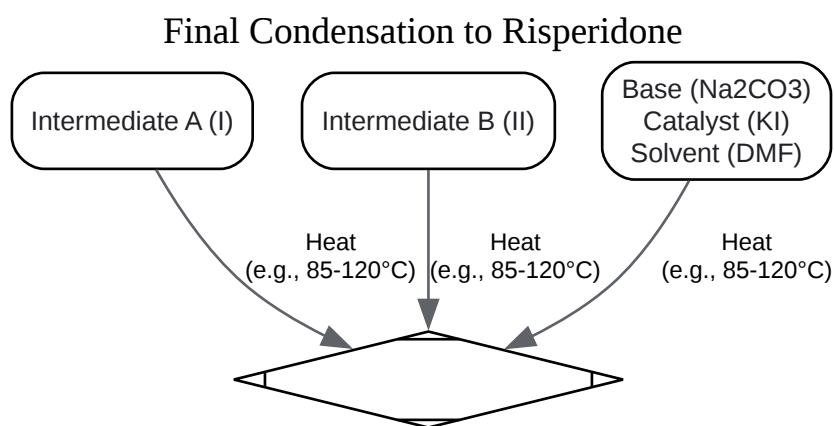 Final Condensation to Risperidone
Intermediate A (I)
Intermediate B (II)
Base (Na2CO3)
Catalyst (KI)
Solvent (DMF)
Heat
(e.g., 85-120°C)
Heat
(e.g., 85-120°C)
Heat
(e.g., 85-120°C)